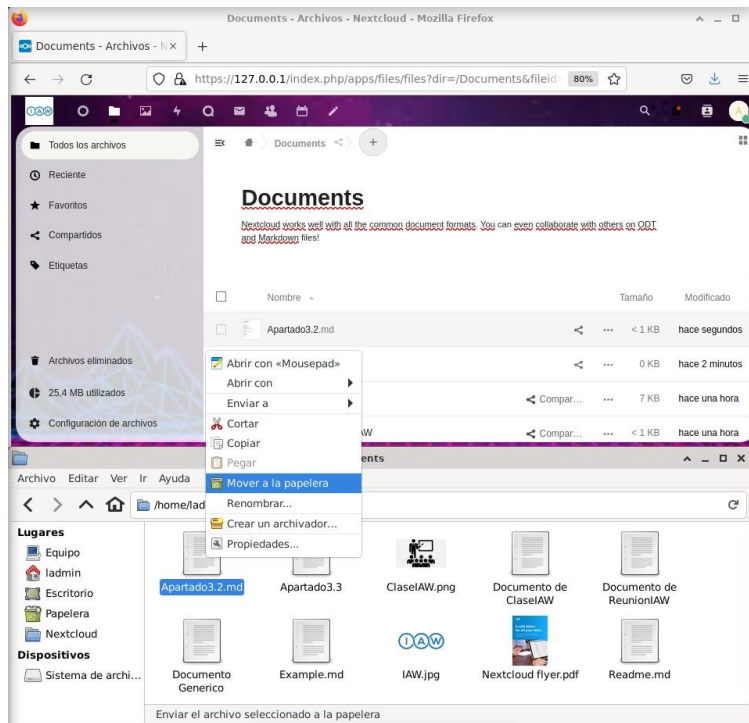 Documents - Archivos - Nextcloud - Mozilla Firefox
Documents - Archivos - N
https://127.0.0.1/index.php/apps/files/files?dir=/Documents&fileid= 80%
IAW
A
Todos los archivos
Documents
Reciente
Favoritos
Compartidos
Etiquetas
Documents
Nextcloud works well with all the common document formats. You can even collaborate with others on ODT
and Markdown files!
Nombre Tamaño Modificado
Apartado3.2.md < 1 KB hace segundos
0 KB hace 2 minutos
Compar... 7 KB hace una hora
AW Compar... < 1 KB hace una hora
Archivos eliminados
25,4 MB utilizados
Configuración de archivos
Abrir con «Mousepad»
Abrir con
Enviar a
Cortar
Copiar
Pegar
Mover a la papelera
Renombrar...
Crear un archivador...
Propiedades...
ents
Archivo Editar Ver Ir Ayuda
/home/lad
Lugares
Equipo
ladmin
Escritorio
Papelera
Nextcloud
Dispositivos
Sistema de archi...
Apartado3.2.md Apartado3.3 ClaseIAW.png Documento de ClaseIAW Documento de ReunionIAW
IAW
Documento Generico Example.md IAW.jpg Nextcloud flyer.pdf Readme.md
Enviar el archivo seleccionado a la papelera